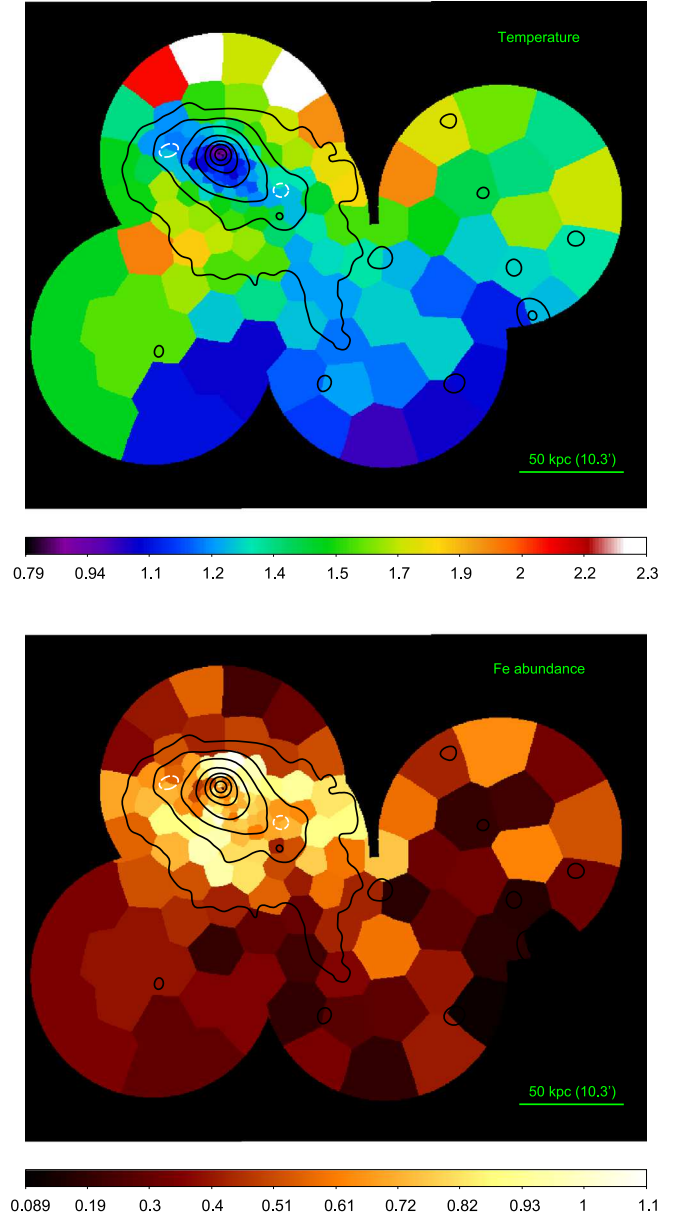 Temperature
50 kpc (10.3')
0.79 0.94 1.1 1.2 1.4 1.5 1.7 1.9 2 2.2 2.3
Fe abundance
50 kpc (10.3')
0.089 0.19 0.3 0.4 0.51 0.61 0.72 0.82 0.93 1 1.1